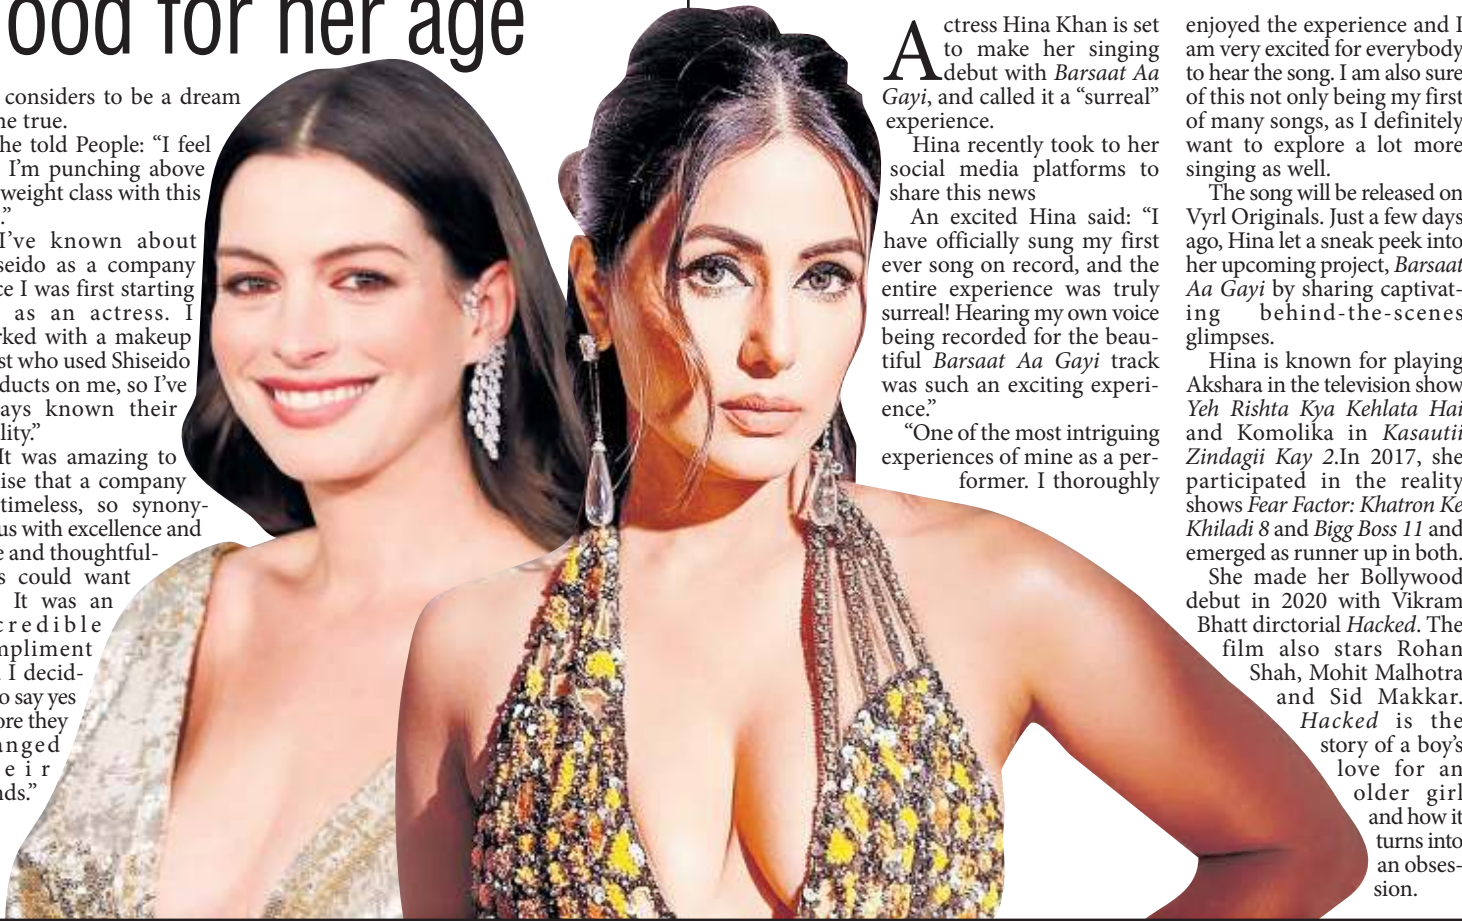 ood for her age
considers to be a dream
ne true.
he told People: “I feel
I’m punching above
weight class with this
.”
I’ve known about
seido as a company
ce I was first starting
as an actress. I
rked with a makeup
st who used Shiseido
ducts on me, so I’ve
ays known their
lity.”
It was amazing to
ise that a company
timeless, so synony-
us with excellence and
e and thoughtful-
s could want
It was an
credible
mpliment
I decid-
o say yes
ore they
anged
eir
nds.”
Actress Hina Khan is set
to make her singing
debut with Barsaat Aa
Gayi, and called it a “surreal”
experience.
Hina recently took to her
social media platforms to
share this news
An excited Hina said: “I
have officially sung my first
ever song on record, and the
entire experience was truly
surreal! Hearing my own voice
being recorded for the beau-
tiful Barsaat Aa Gayi track
was such an exciting experi-
ence.”
“One of the most intriguing
experiences of mine as a per-
former. I thoroughly
enjoyed the experience and I
am very excited for everybody
to hear the song. I am also sure
of this not only being my first
of many songs, as I definitely
want to explore a lot more
singing as well.
The song will be released on
Vyrl Originals. Just a few days
ago, Hina let a sneak peek into
her upcoming project, Barsaat
Aa Gayi by sharing captivat-
ing behind-the-scenes
glimpses.
Hina is known for playing
Akshara in the television show
Yeh Rishta Kya Kehlata Hai
and Komolika in Kasautii
Zindagii Kay 2.In 2017, she
participated in the reality
shows Fear Factor: Khatron Ke
Khiladi 8 and Bigg Boss 11 and
emerged as runner up in both.
She made her Bollywood
debut in 2020 with Vikram
Bhatt dirctorial Hacked. The
film also stars Rohan
Shah, Mohit Malhotra
and Sid Makkar.
Hacked is the
story of a boy’s
love for an
older girl
and how it
turns into
an obses-
sion.